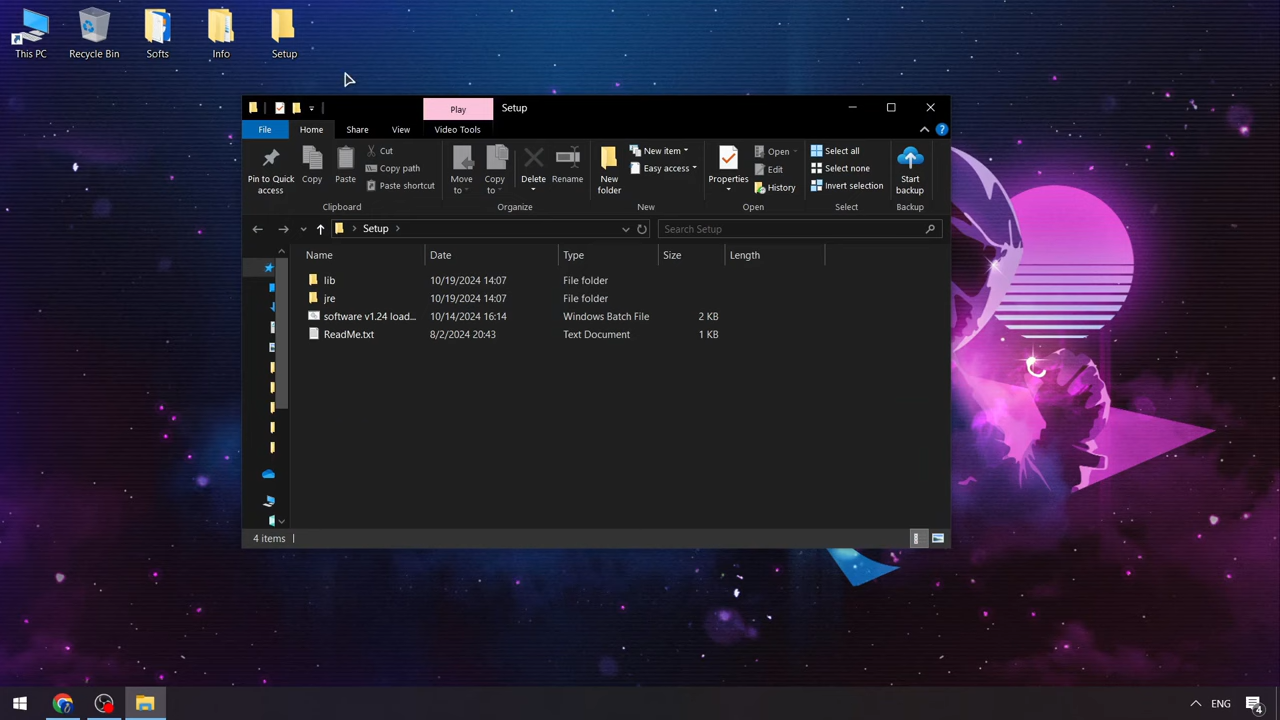 This PC
Recycle Bin
Softs
Info
Setup
Play
Setup
File
Home
Share
View
Video Tools
Pin to Quick access
Copy
Paste
Cut
Copy path
Paste shortcut
Clipboard
Move to
Copy to
Delete
Rename
Organize
New folder
New item
Easy access
New
Properties
Open
Edit
History
Open
Select all
Select none
Invert selection
Select
Start backup
Backup
Setup
Search Setup
Name
Date
Type
Size
Length
lib
10/19/2024 14:07
File folder
jre
10/19/2024 14:07
File folder
software v1.24 load...
10/14/2024 16:14
Windows Batch File
2 KB
ReadMe.txt
8/2/2024 20:43
Text Document
1 KB
4 items
ENG
4